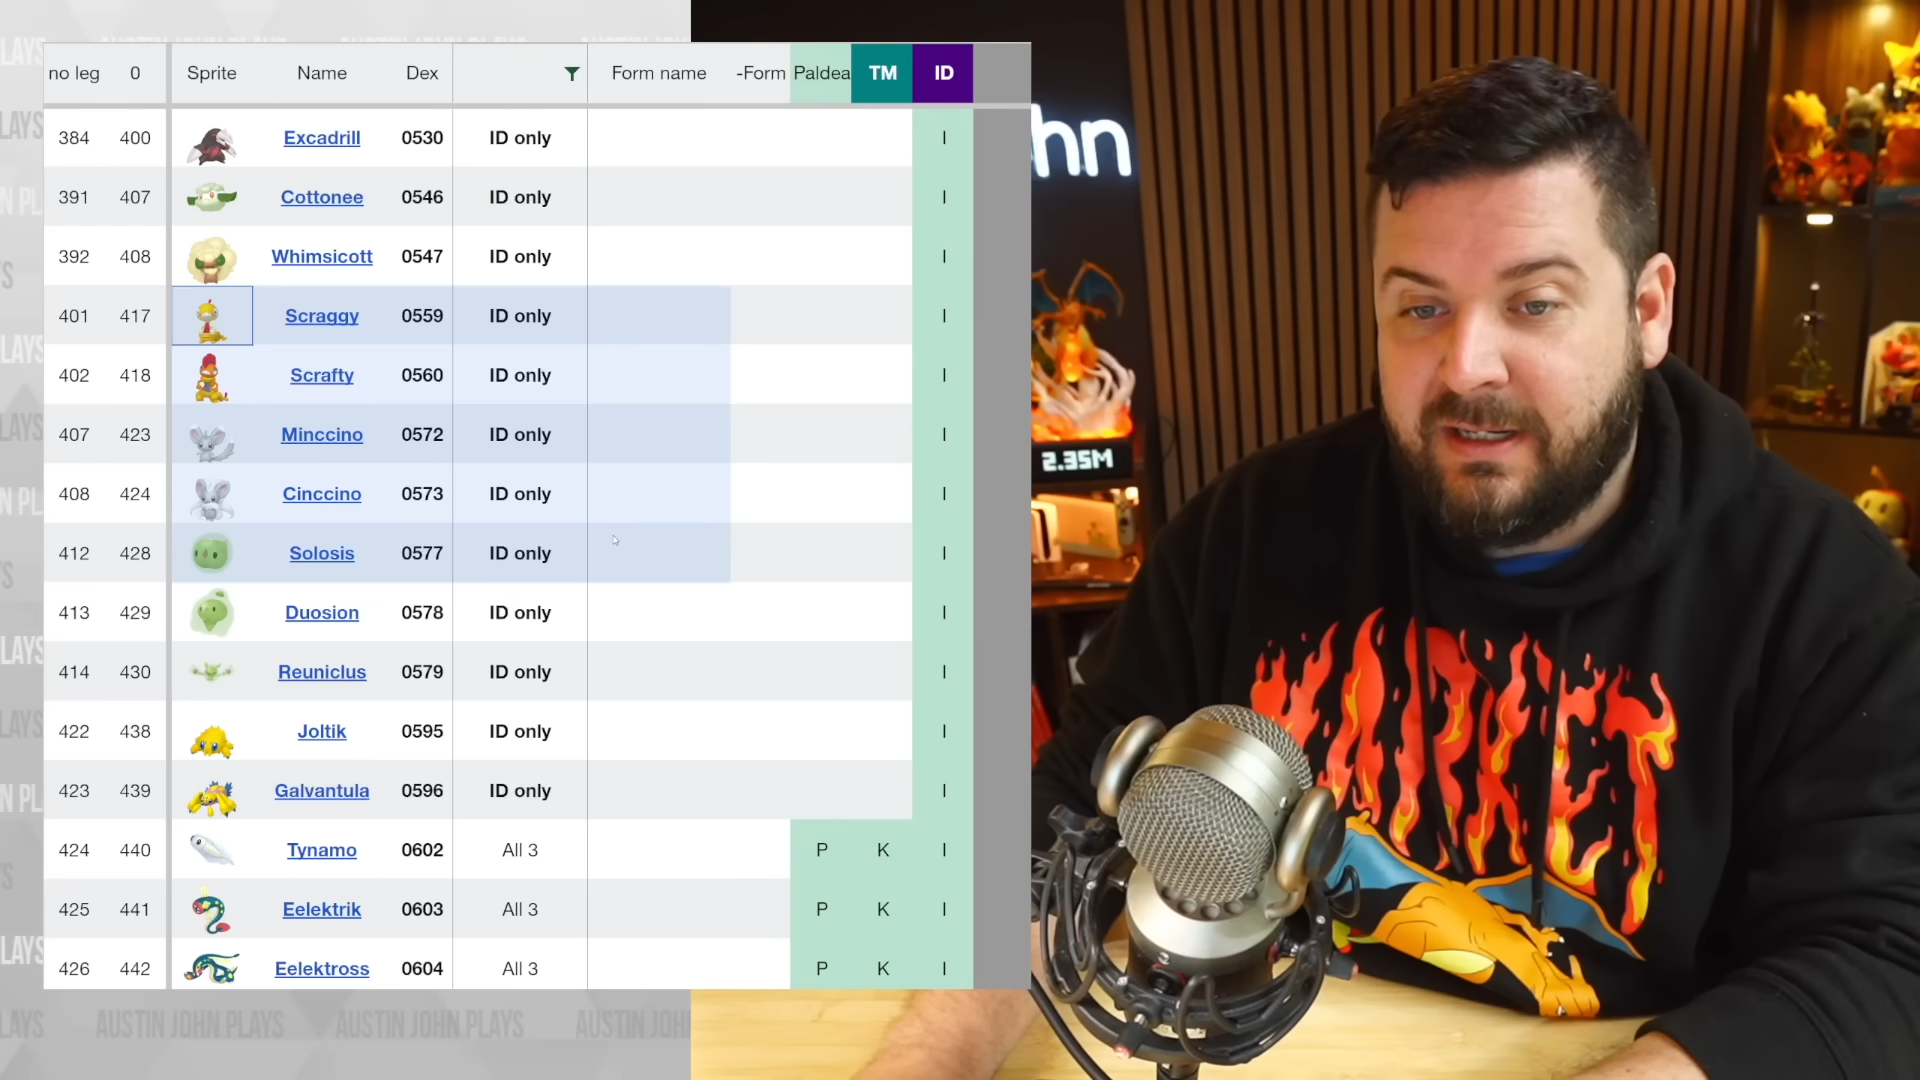 no leg 0 Sprite Name Dex Form name -Form Paldea TM ID
384 400 Excadrill 0530 ID only I
391 407 Cottonee 0546 ID only I
392 408 Whimsicott 0547 ID only I
401 417 Scraggy 0559 ID only I
402 418 Scrafty 0560 ID only I
407 423 Minccino 0572 ID only I
408 424 Cinccino 0573 ID only I
412 428 Solosis 0577 ID only I
413 429 Duosion 0578 ID only I
414 430 Reuniclus 0579 ID only I
422 438 Joltik 0595 ID only I
423 439 Galvantula 0596 ID only I
424 440 Tynamo 0602 All 3 P K I
425 441 Eelektrik 0603 All 3 P K I
426 442 Eelektross 0604 All 3 P K I
AUSTIN JOHN PLAYS AUSTIN JOHN PLAYS AUSTIN JOH
hn
2.35M